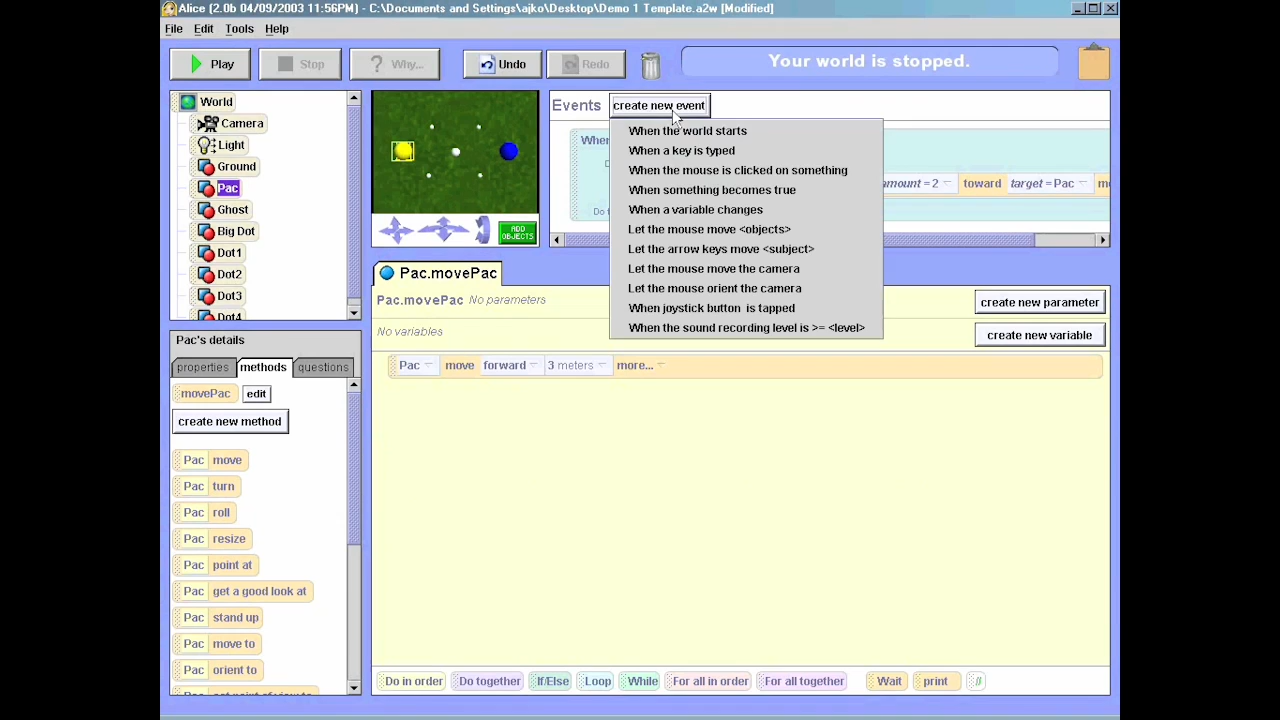 Alice (2.0b 04/09/2003 11:56PM) - C:\Documents and Settings\ajko\Desktop\Demo 1 Template.a2w [Modified]
File Edit Tools Help
Play Stop ? Why... Undo Redo Your world is stopped.
World
Camera
Light
Ground
Pac
Ghost
Big Dot
Dot1
Dot2
Dot3
Dot4
ADD
OBJECTS
Events create new event
When the world starts
When a key is typed
When the mouse is clicked on something
When something becomes true
When a variable changes
Let the mouse move <objects>
Let the arrow keys move <subject>
Let the mouse move the camera
Let the mouse orient the camera
When joystick button is tapped
When the sound recording level is >= <level>
amount = 2 toward target = Pac
Pac's details
properties methods questions
movePac edit
create new method
Pac move
Pac turn
Pac roll
Pac resize
Pac point at
Pac get a good look at
Pac stand up
Pac move to
Pac orient to
Pac.movePac
Pac.movePac No parameters create new parameter
No variables create new variable
Pac move forward 3 meters more...
Do in order Do together If/Else Loop While For all in order For all together Wait print //